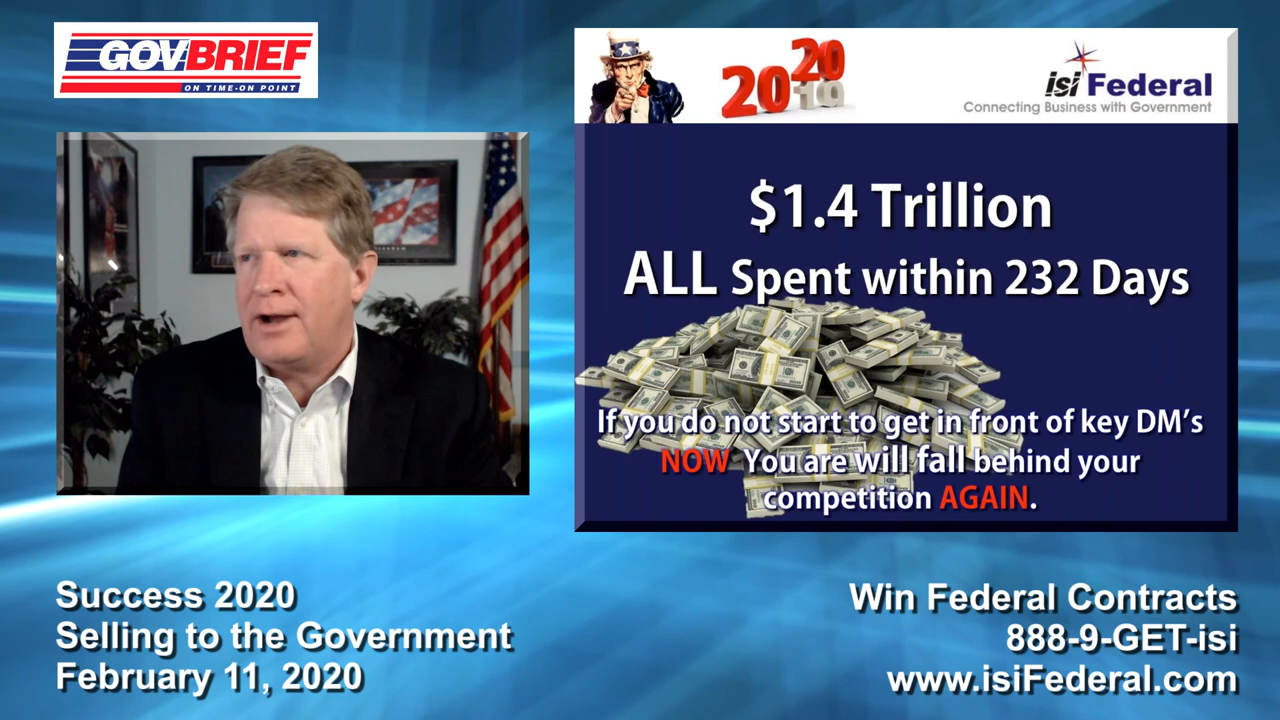 GOVBRIEF
ON TIME-ON POINT
2020
19
isi Federal
Connecting Business with Government
$1.4 Trillion
ALL Spent within 232 Days
If you do not start to get in front of key DM's
NOW You are will fall behind your
competition AGAIN.
Success 2020
Selling to the Government
February 11, 2020
Win Federal Contracts
888-9-GET-isi
www.isiFederal.com